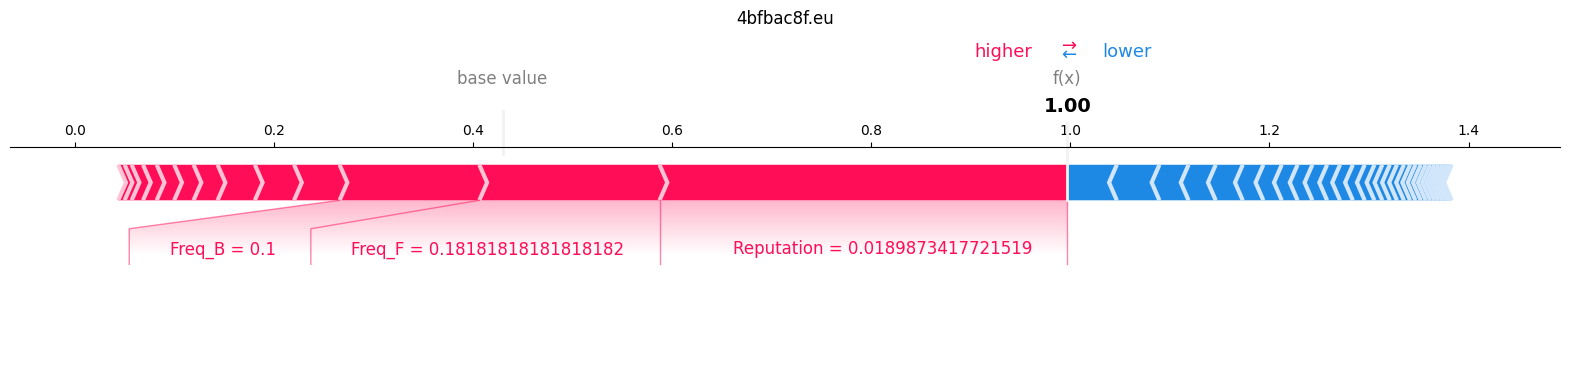 4bfbac8f.eu
higher → ← lower
base value f(x)
1.00
0.0 0.2 0.4 0.6 0.8 1.0 1.2 1.4
Freq_B = 0.1 Freq_F = 0.18181818181818182 Reputation = 0.0189873417721519